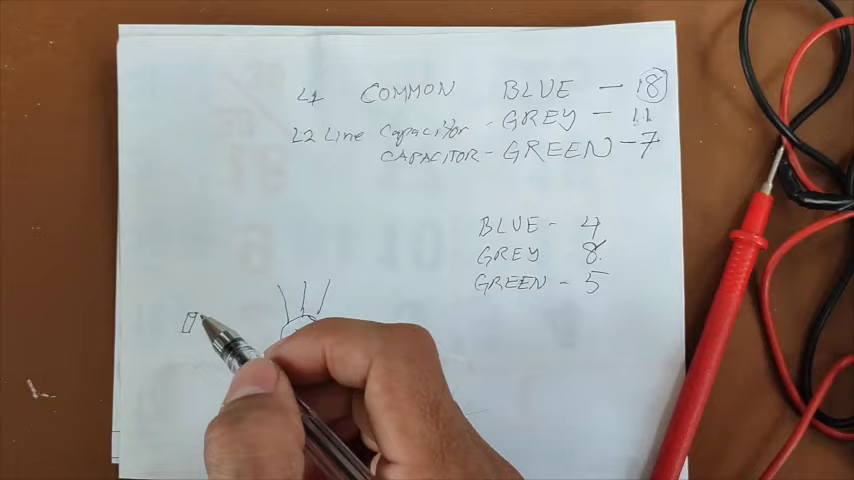 L1 COMMON BLUE - 18
L2 Line Capacitor - GREY - 11
CAPACITOR - GREEN - 7
BLUE - 4
GREY 8
GREEN - 5